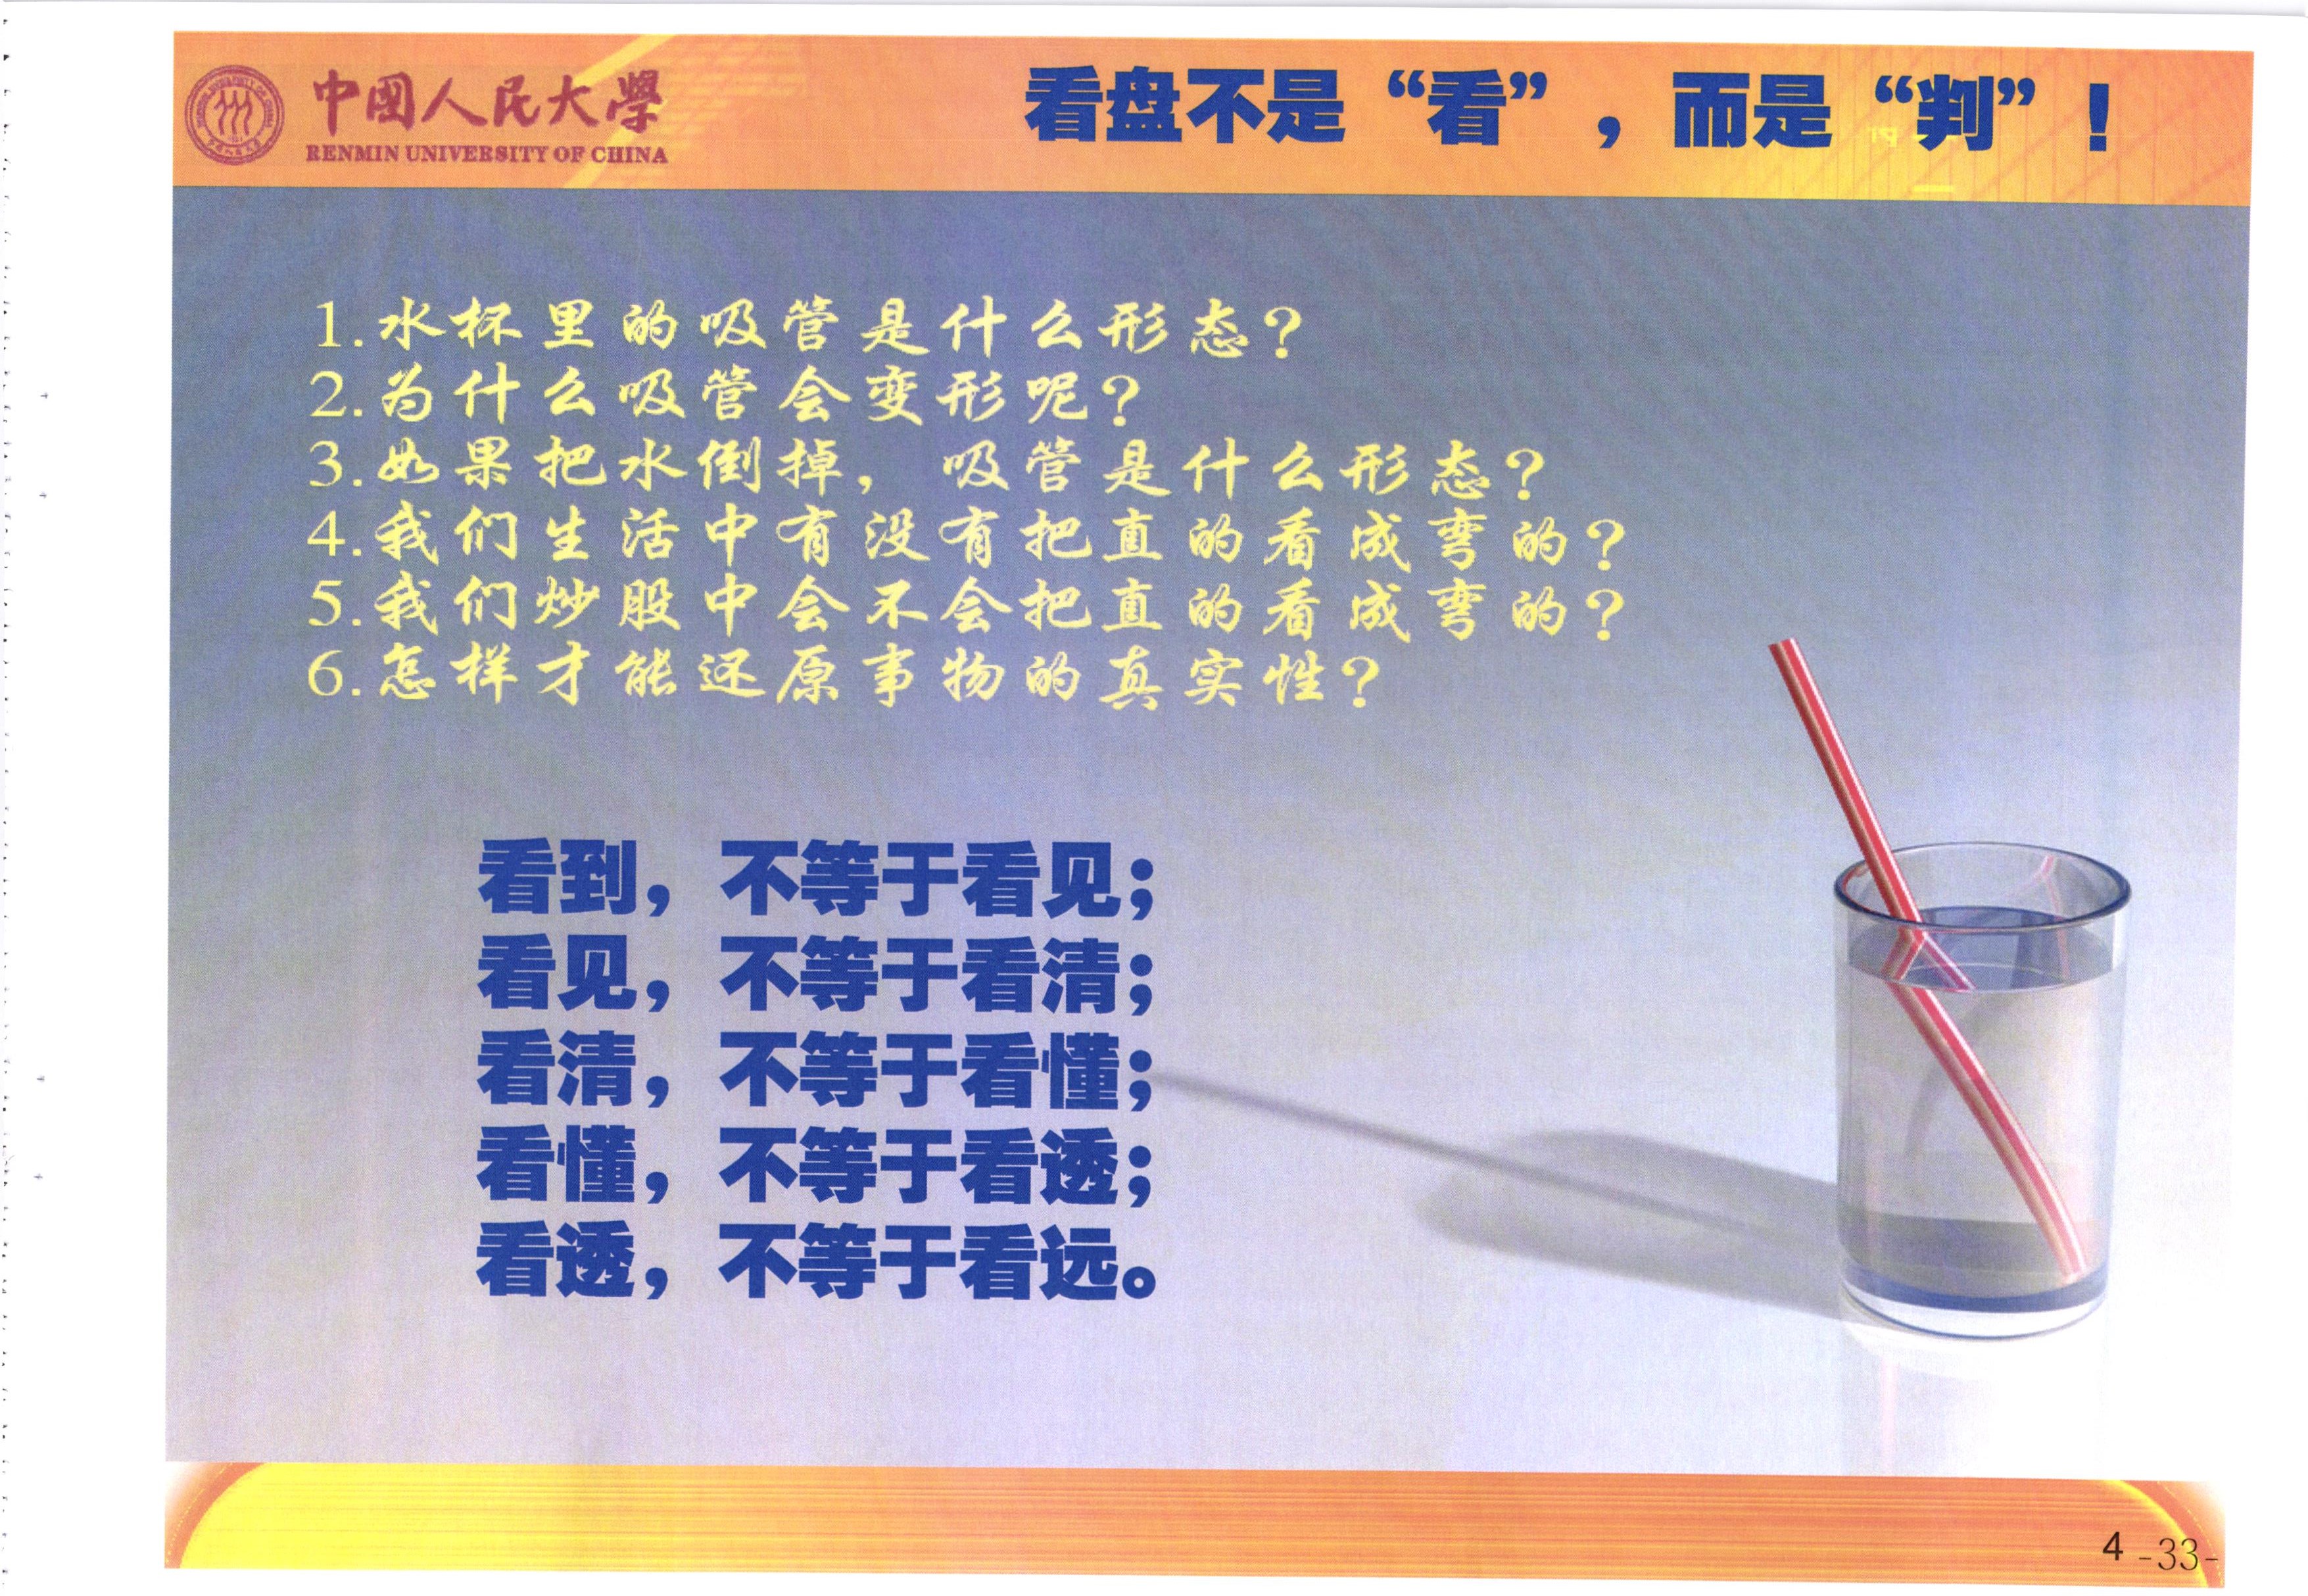 中國人民大學
RENMIN UNIVERSITY OF CHINA
看盘不是“看”，而是“判”！
1.水杯里的吸管是什么形态？
2.为什么吸管会变形呢？
3.如果把水倒掉，吸管是什么形态？
4.我们生活中有没有把直的看成弯的？
5.我们炒股中会不会把直的看成弯的？
6.怎样才能还原事物的真实性？
看到，不等于看见；
看见，不等于看清；
看清，不等于看懂；
看懂，不等于看透；
看透，不等于看远。
4 -33-